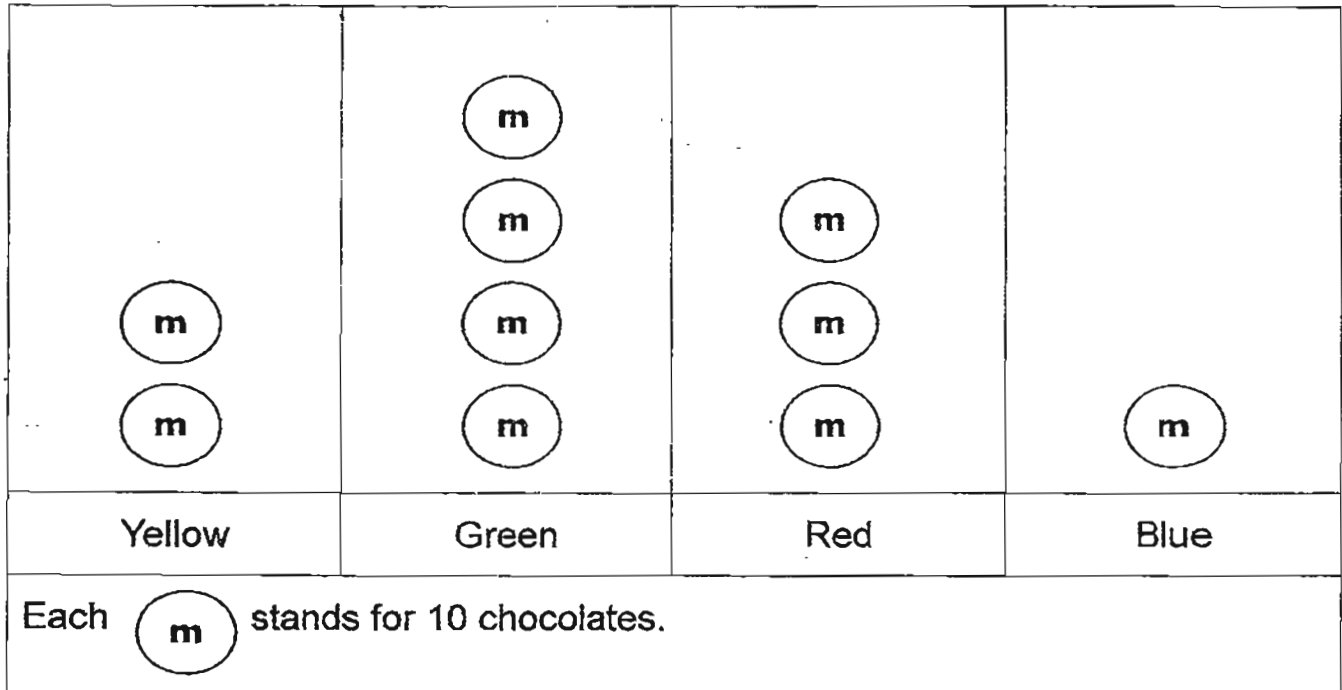 m
m m
m m m
m m m m
Yellow Green Red Blue
Each m stands for 10 chocolates.